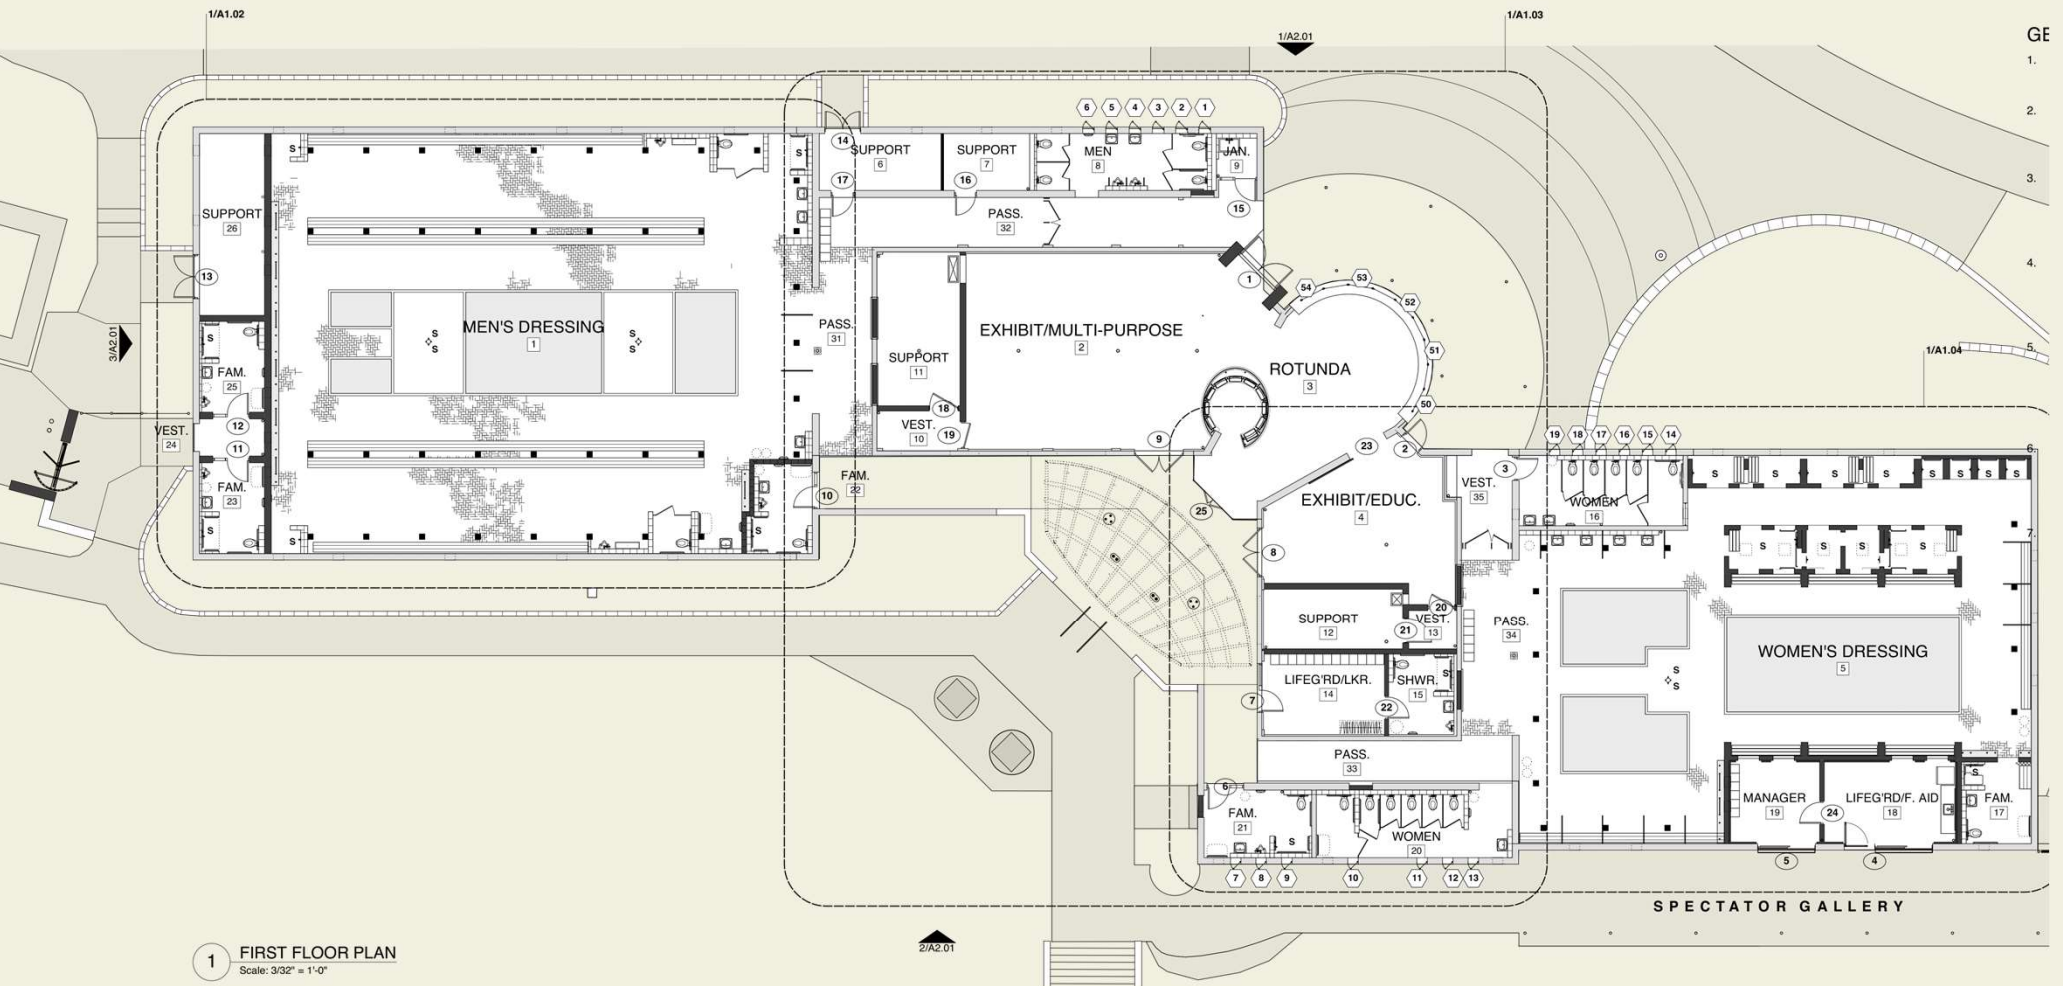 1/A1.02
1/A1.03
1/A2.01
GE
1.
2.
3.
4.
5.
6.
7.
1/A1.04
3/A2.01
2/A2.01
6 5 4 3 2 1
14
SUPPORT
6
SUPPORT
7
MEN
8
JAN.
9
17
16
15
PASS.
32
SUPPORT
26
13
MEN'S DRESSING
1
S
S
S
S
S
S
PASS.
31
SUPPORT
11
EXHIBIT/MULTI-PURPOSE
2
1
54
53
52
51
50
ROTUNDA
3
S
FAM.
25
12
11
VEST.
24
FAM.
23
S
S
18
VEST.
10
19
9
23
2
FAM.
22
10
S
25
EXHIBIT/EDUC.
4
8
VEST.
35
3
19 18 17 16 15 14
WOMEN
16
S S S S S S S S
S S S S
SUPPORT
12
20
21
VEST.
13
PASS.
34
LIFEG'RD/LKR.
14
7
SHWR.
15
S
22
S
S
WOMEN'S DRESSING
5
PASS.
33
6
FAM.
21
S
WOMEN
20
7 8 9 10 11 12 13
MANAGER
19
24
LIFEG'RD/F. AID
18
S
FAM.
17
5
4
SPECTATOR GALLERY
1
FIRST FLOOR PLAN
Scale: 3/32" = 1'-0"